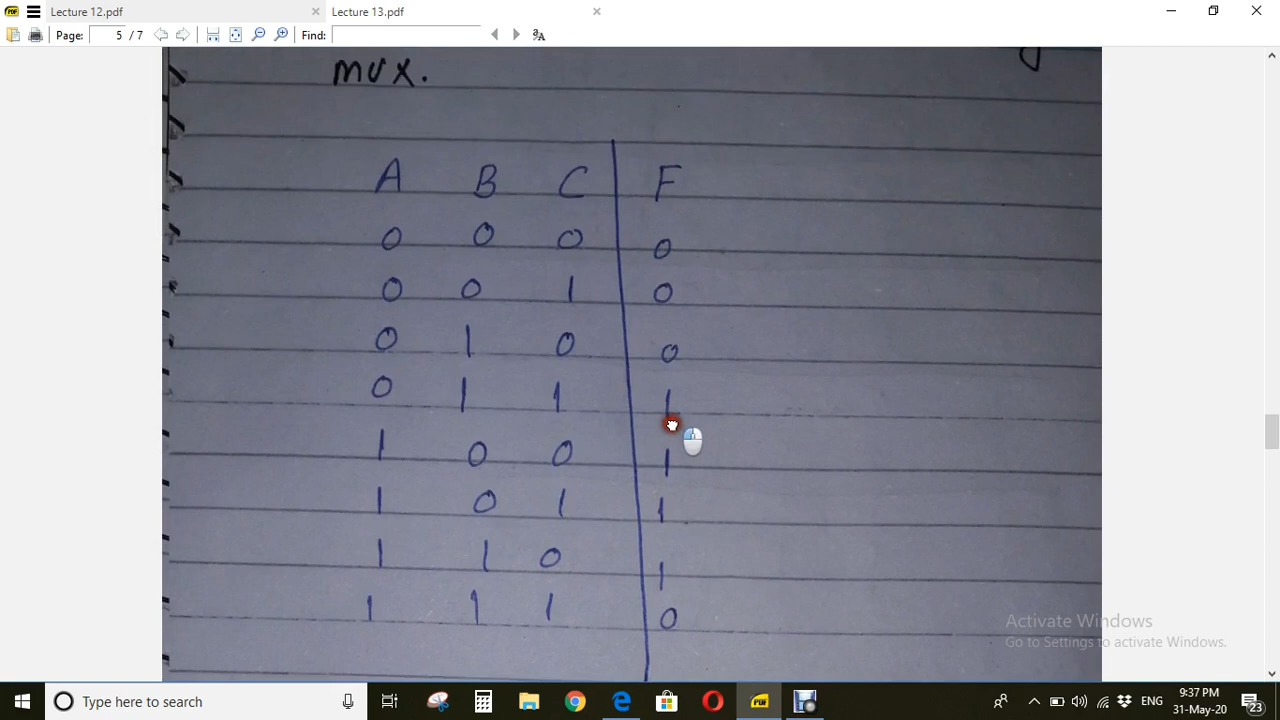 Lecture 12.pdf Lecture 13.pdf
Page: 5 / 7 Find:
mux.
A B C F
0 0 0 0
0 0 1 0
0 1 0 0
0 1 1 1
1 0 0 1
1 0 1 1
1 1 0 1
1 1 1 0
Activate Windows
Go to Settings to activate Windows.
Type here to search
PDF
ENG
9:37 PM
31-May-20
23